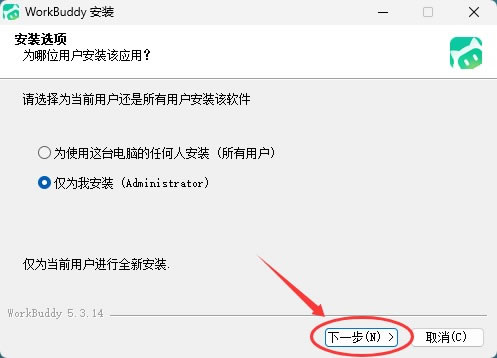 WorkBuddy 安装
安装选项
为哪位用户安装该应用？
请选择为当前用户还是所有用户安装该软件
为使用这台电脑的任何人安装（所有用户）
仅为我安装（Administrator）
仅为当前用户进行全新安装.
WorkBuddy 5.3.14
下一步(N) >
取消(C)